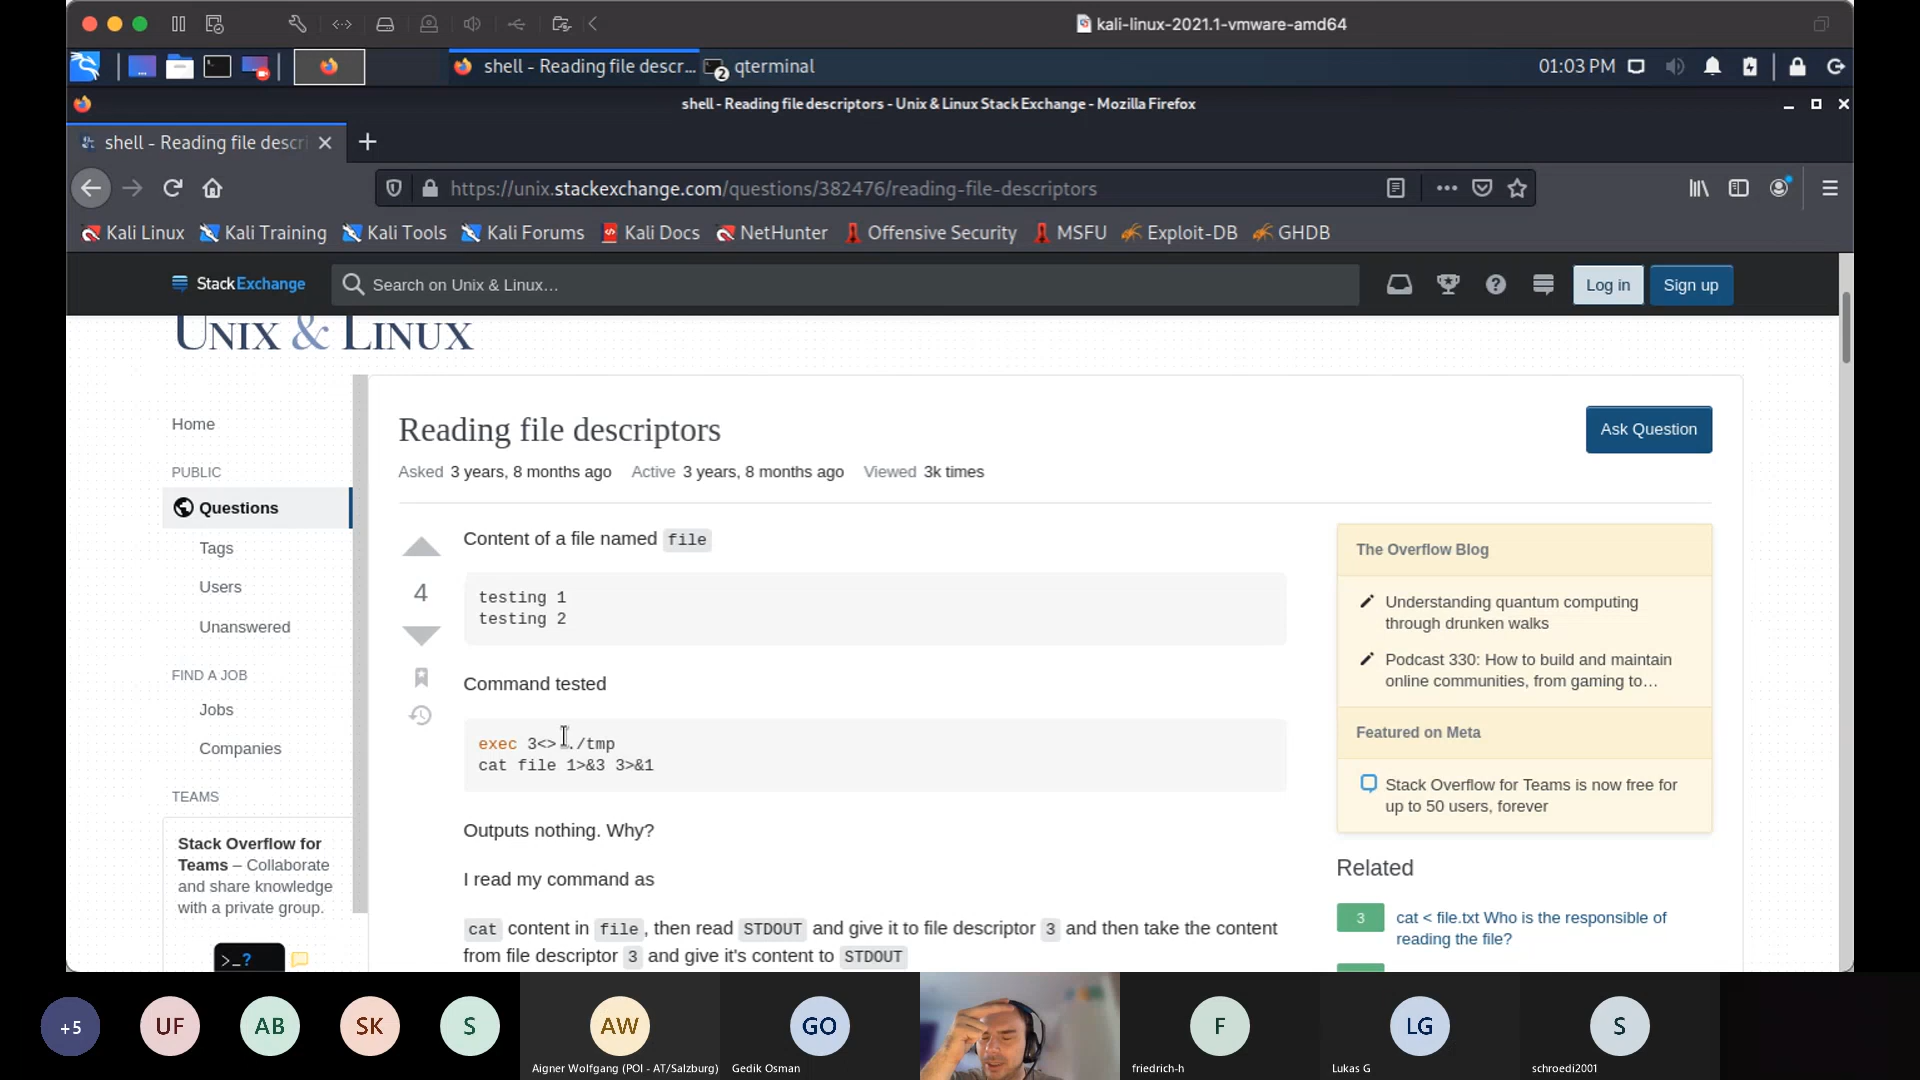 kali-linux-2021.1-vmware-amd64
shell - Reading file descr... 2 qterminal
01:03 PM
shell - Reading file descriptors - Unix & Linux Stack Exchange - Mozilla Firefox
shell - Reading file descr
https://unix.stackexchange.com/questions/382476/reading-file-descriptors
Kali Linux Kali Training Kali Tools Kali Forums Kali Docs NetHunter Offensive Security MSFU Exploit-DB GHDB
StackExchange
Search on Unix & Linux…
Log in
Sign up
UNIX & LINUX
Home
PUBLIC
Questions
Tags
Users
Unanswered
FIND A JOB
Jobs
Companies
TEAMS
Stack Overflow for
Teams – Collaborate
and share knowledge
with a private group.
>_?
Reading file descriptors
Ask Question
Asked 3 years, 8 months ago Active 3 years, 8 months ago Viewed 3k times
4
Content of a file named file
testing 1
testing 2
Command tested
exec 3<> ./tmp
cat file 1>&3 3>&1
Outputs nothing. Why?
I read my command as
cat content in file, then read STDOUT and give it to file descriptor 3 and then take the content
from file descriptor 3 and give it's content to STDOUT
The Overflow Blog
Understanding quantum computing
through drunken walks
Podcast 330: How to build and maintain
online communities, from gaming to…
Featured on Meta
Stack Overflow for Teams is now free for
up to 50 users, forever
Related
3
cat < file.txt Who is the responsible of
reading the file?
+5
UF
AB
SK
S
AW
Aigner Wolfgang (POI - AT/Salzburg)
GO
Gedik Osman
F
friedrich-h
LG
Lukas G
S
schroedi2001